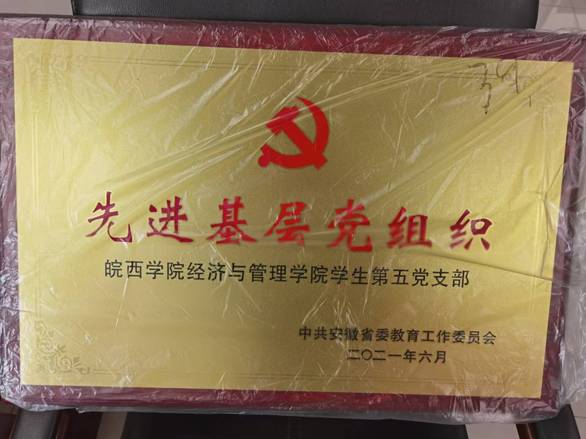 先进基层党组织
皖西学院经济与管理学院学生第五党支部
中共安徽省委教育工作委员会
二〇二一年六月